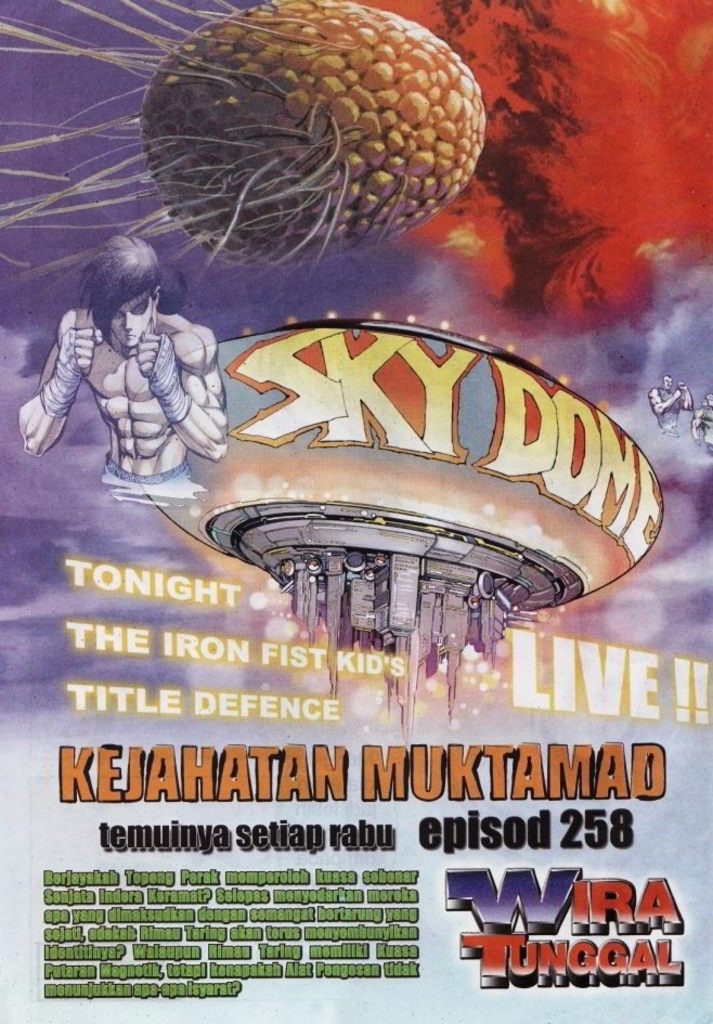 SKY DOME
TONIGHT
THE IRON FIST KID'S
TITLE DEFENCE
LIVE !!
KEJAHATAN MUKTAMAD
temuinya setiap rabu episod 258
Berjayakah Topeng Perak memperoleh kuasa sebenar
Senjata Indera Keramat? Selepas menyedarkan mereka
apa yang dimaksudkan dengan semangat bertarung yang
sejati, adakah Rimau Taring akan terus menyembunyikan
identitinya? Walaupun Rimau Taring memiliki Kuasa
Putaran Magnetik, tetapi kenapakah Alat Pengesan tidak
menunjukkan apa-apa isyarat?
WIRA
TUNGGAL